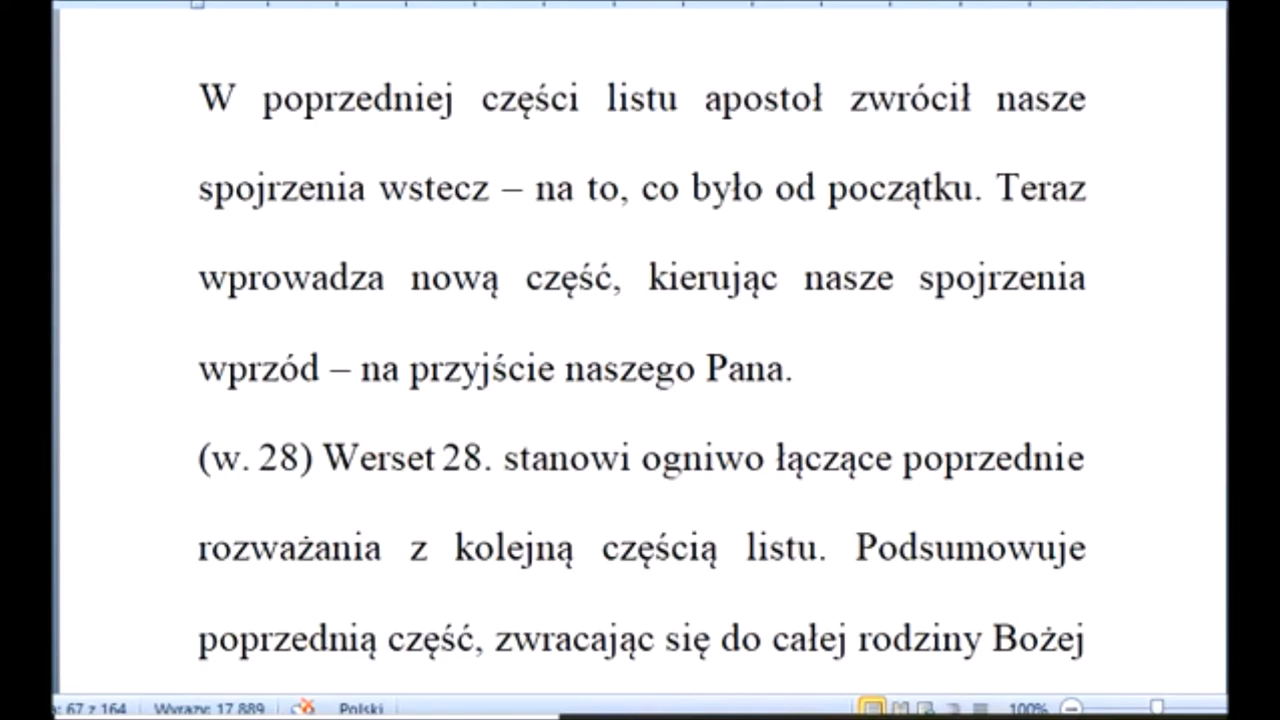 W poprzedniej części listu apostoł zwrócił nasze
spojrzenia wstecz – na to, co było od początku. Teraz
wprowadza nową część, kierując nasze spojrzenia
wprzód – na przyjście naszego Pana.
(w. 28) Werset 28. stanowi ogniwo łączące poprzednie
rozważania z kolejną częścią listu. Podsumowuje
poprzednią część, zwracając się do całej rodziny Bożej
: 67 z 164 Wyrazy: 17 889 Polski 100%